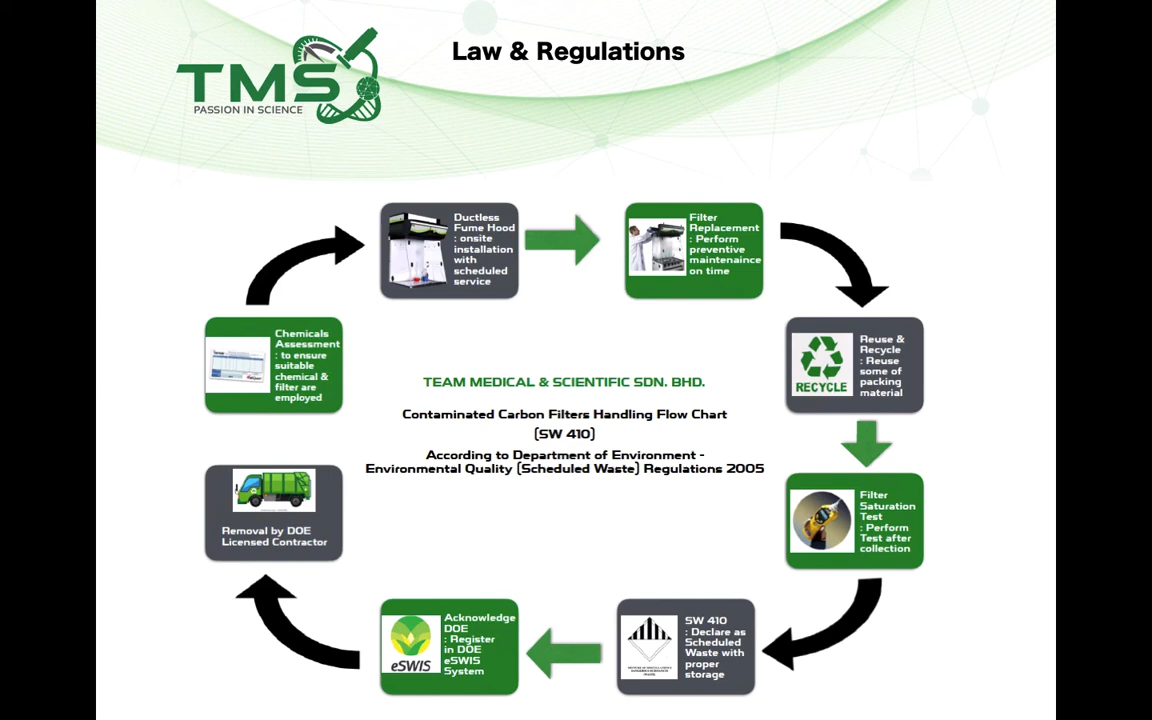 Law & Regulations
TMS
PASSION IN SCIENCE
Ductless
Fume Hood
: onsite
installation
with
scheduled
service
Filter
Replacement
: Perform
preventive
maintenaince
on time
Chemicals
Assessment
: to ensure
suitable
chemical &
filter are
employed
Reuse &
Recycle
: Reuse
some of
packing
material
RECYCLE
TEAM MEDICAL & SCIENTIFIC SDN. BHD.
Contaminated Carbon Filters Handling Flow Chart
(SW 410)
According to Department of Environment -
Environmental Quality (Scheduled Waste) Regulations 2005
Filter
Saturation
Test
: Perform
Test after
collection
Removal by DOE
Licensed Contractor
Acknowledge
DOE
: Register
in DOE
eSWIS
System
eSWIS
SW 410
: Declare as
Scheduled
Waste with
proper
storage